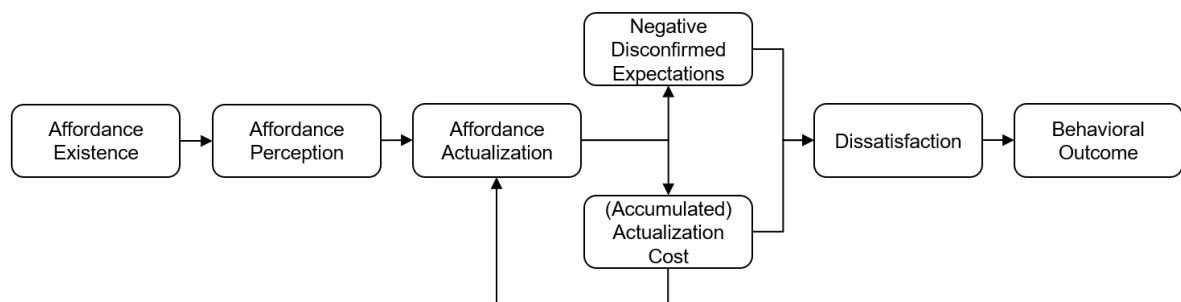 Negative
Disconfirmed
Expectations
Affordance
Existence
Affordance
Perception
Affordance
Actualization
Dissatisfaction
Behavioral
Outcome
(Accumulated)
Actualization
Cost